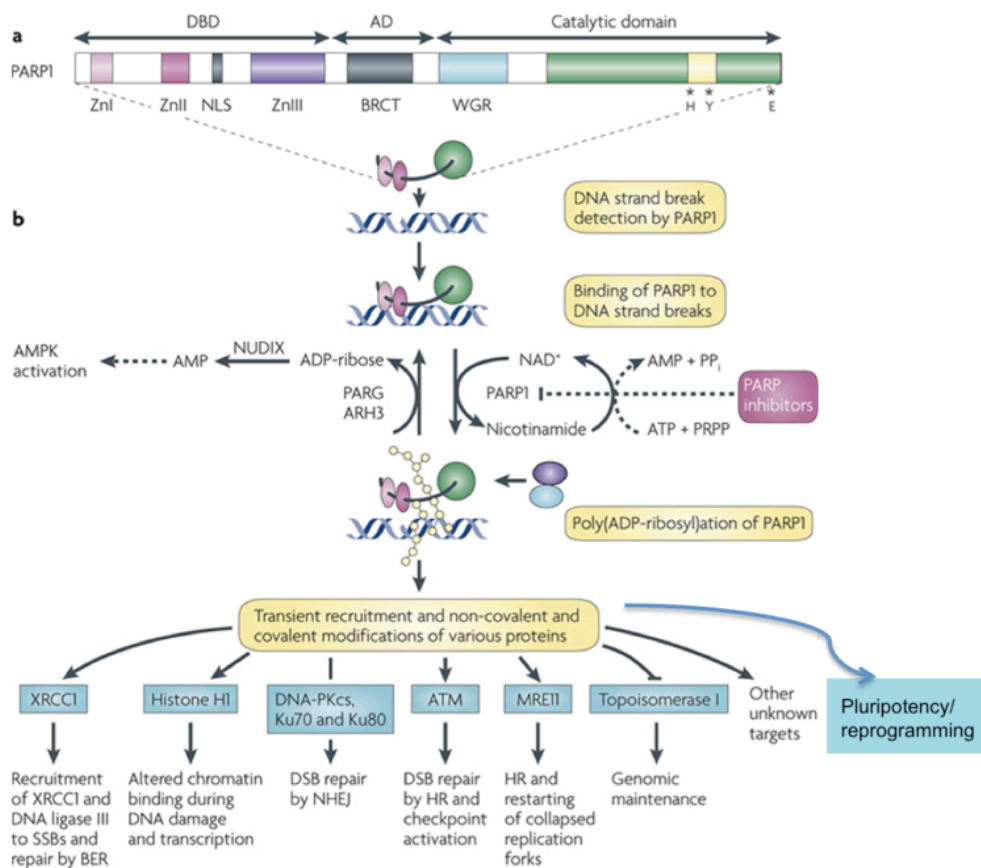 DBD AD Catalytic domain
a
PARP1
ZnI ZnII NLS ZnIII BRCT WGR
* * *
H Y E
DNA strand break
detection by PARP1
b
Binding of PARP1 to
DNA strand breaks
AMPK
activation
AMP
NUDIX
ADP-ribose
PARG
ARH3
NAD+
PARP1
Nicotinamide
AMP + PPi
ATP + PRPP
PARP
inhibitors
Poly(ADP-ribosyl)ation of PARP1
Transient recruitment and non-covalent and
covalent modifications of various proteins
XRCC1
Histone H1
DNA-PKcs,
Ku70 and Ku80
ATM
MRE11
Topoisomerase I
Other
unknown
targets
Pluripotency/
reprogramming
Recruitment
of XRCC1 and
DNA ligase III
to SSBs and
repair by BER
Altered chromatin
binding during
DNA damage
and transcription
DSB repair
by NHEJ
DSB repair
by HR and
checkpoint
activation
HR and
restarting
of collapsed
replication
forks
Genomic
maintenance